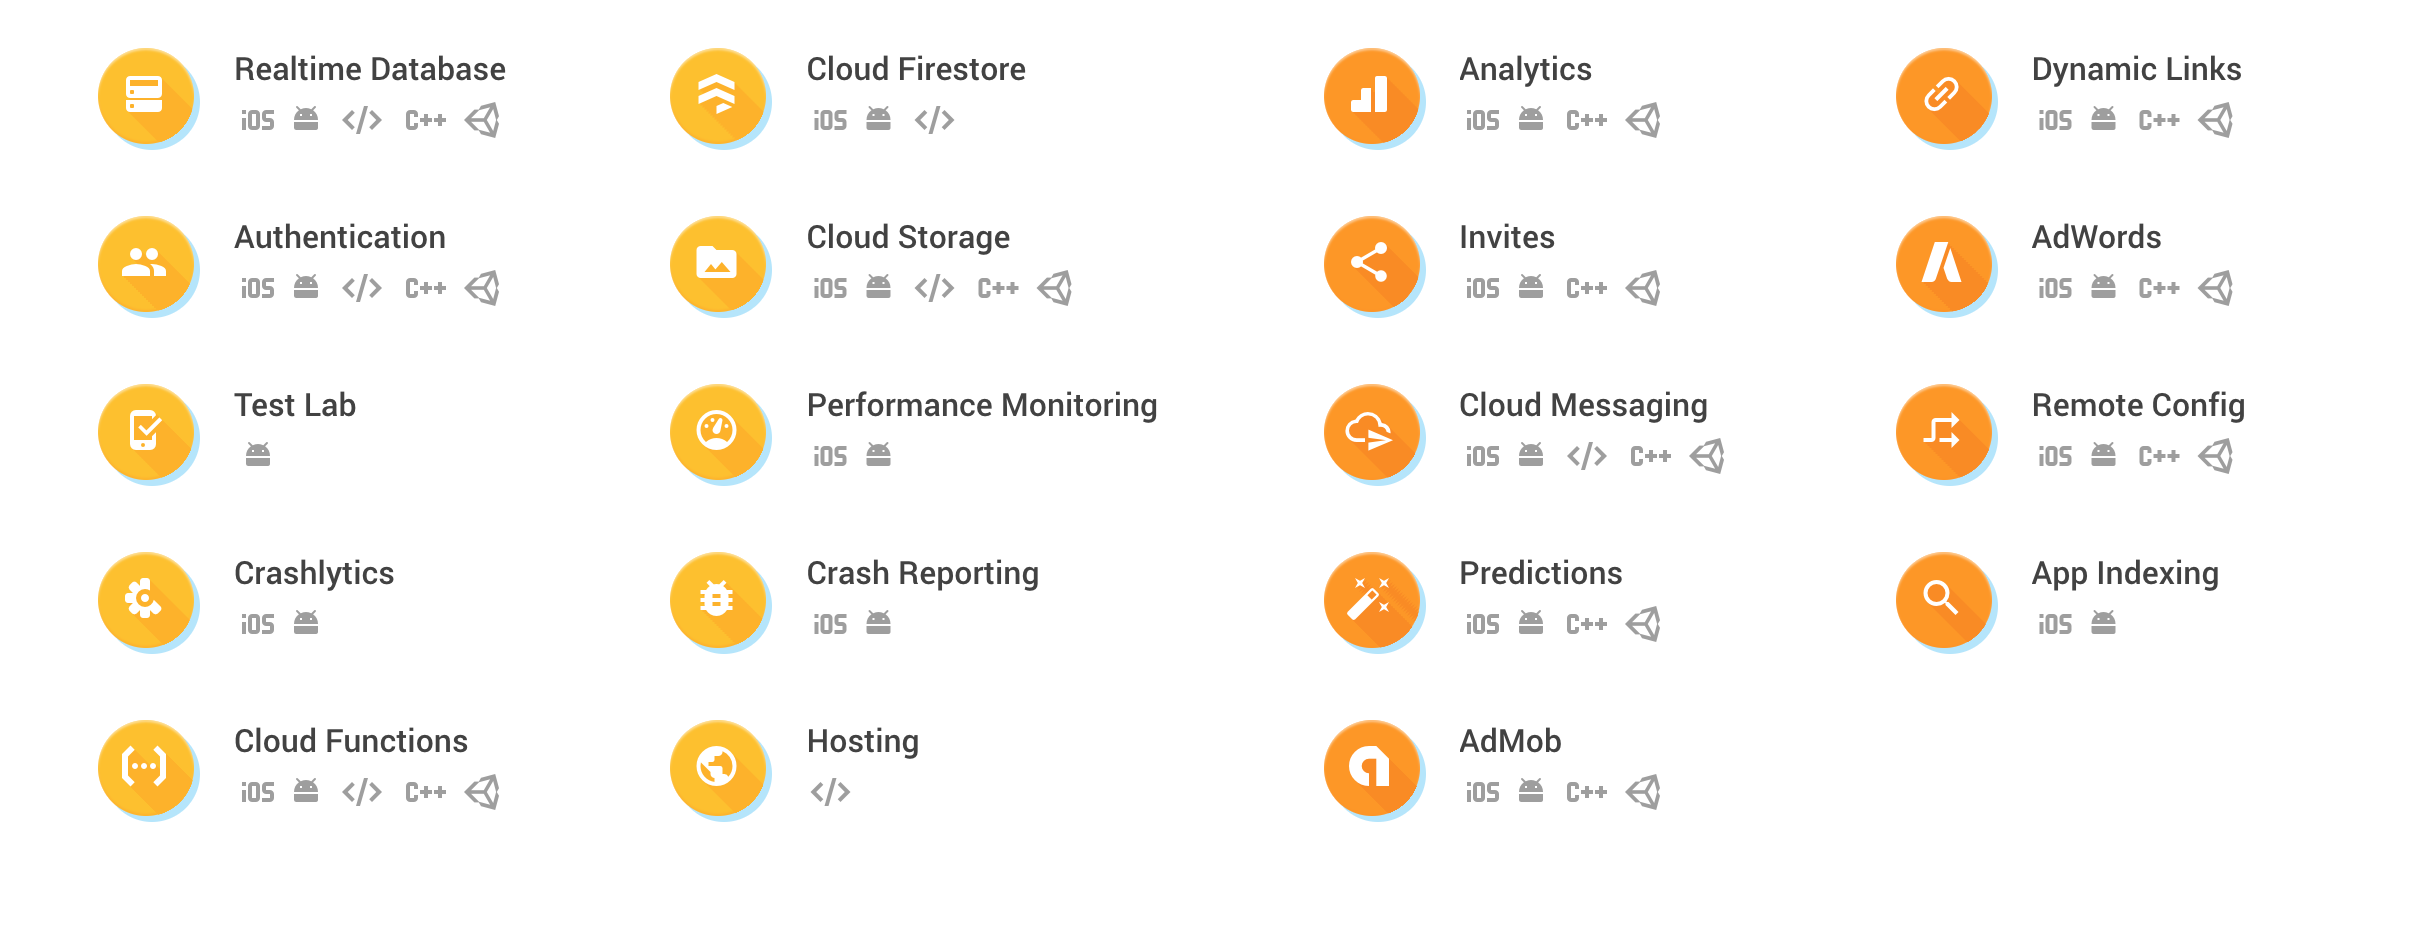 Realtime Database
iOS </> C++
Cloud Firestore
iOS </>
Analytics
iOS C++
Dynamic Links
iOS C++
Authentication
iOS </> C++
Cloud Storage
iOS </> C++
Invites
iOS C++
AdWords
iOS C++
Test Lab
Performance Monitoring
iOS
Cloud Messaging
iOS </> C++
Remote Config
iOS C++
Crashlytics
iOS
Crash Reporting
iOS
Predictions
iOS C++
App Indexing
iOS
Cloud Functions
iOS </> C++
Hosting
</>
AdMob
iOS C++